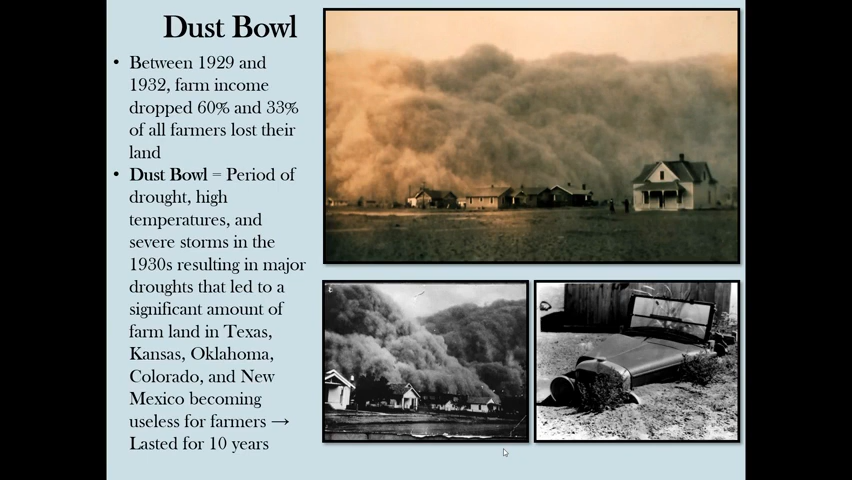 Dust Bowl
• Between 1929 and
1932, farm income
dropped 60% and 33%
of all farmers lost their
land
• Dust Bowl = Period of
drought, high
temperatures, and
severe storms in the
1930s resulting in major
droughts that led to a
significant amount of
farm land in Texas,
Kansas, Oklahoma,
Colorado, and New
Mexico becoming
useless for farmers →
Lasted for 10 years